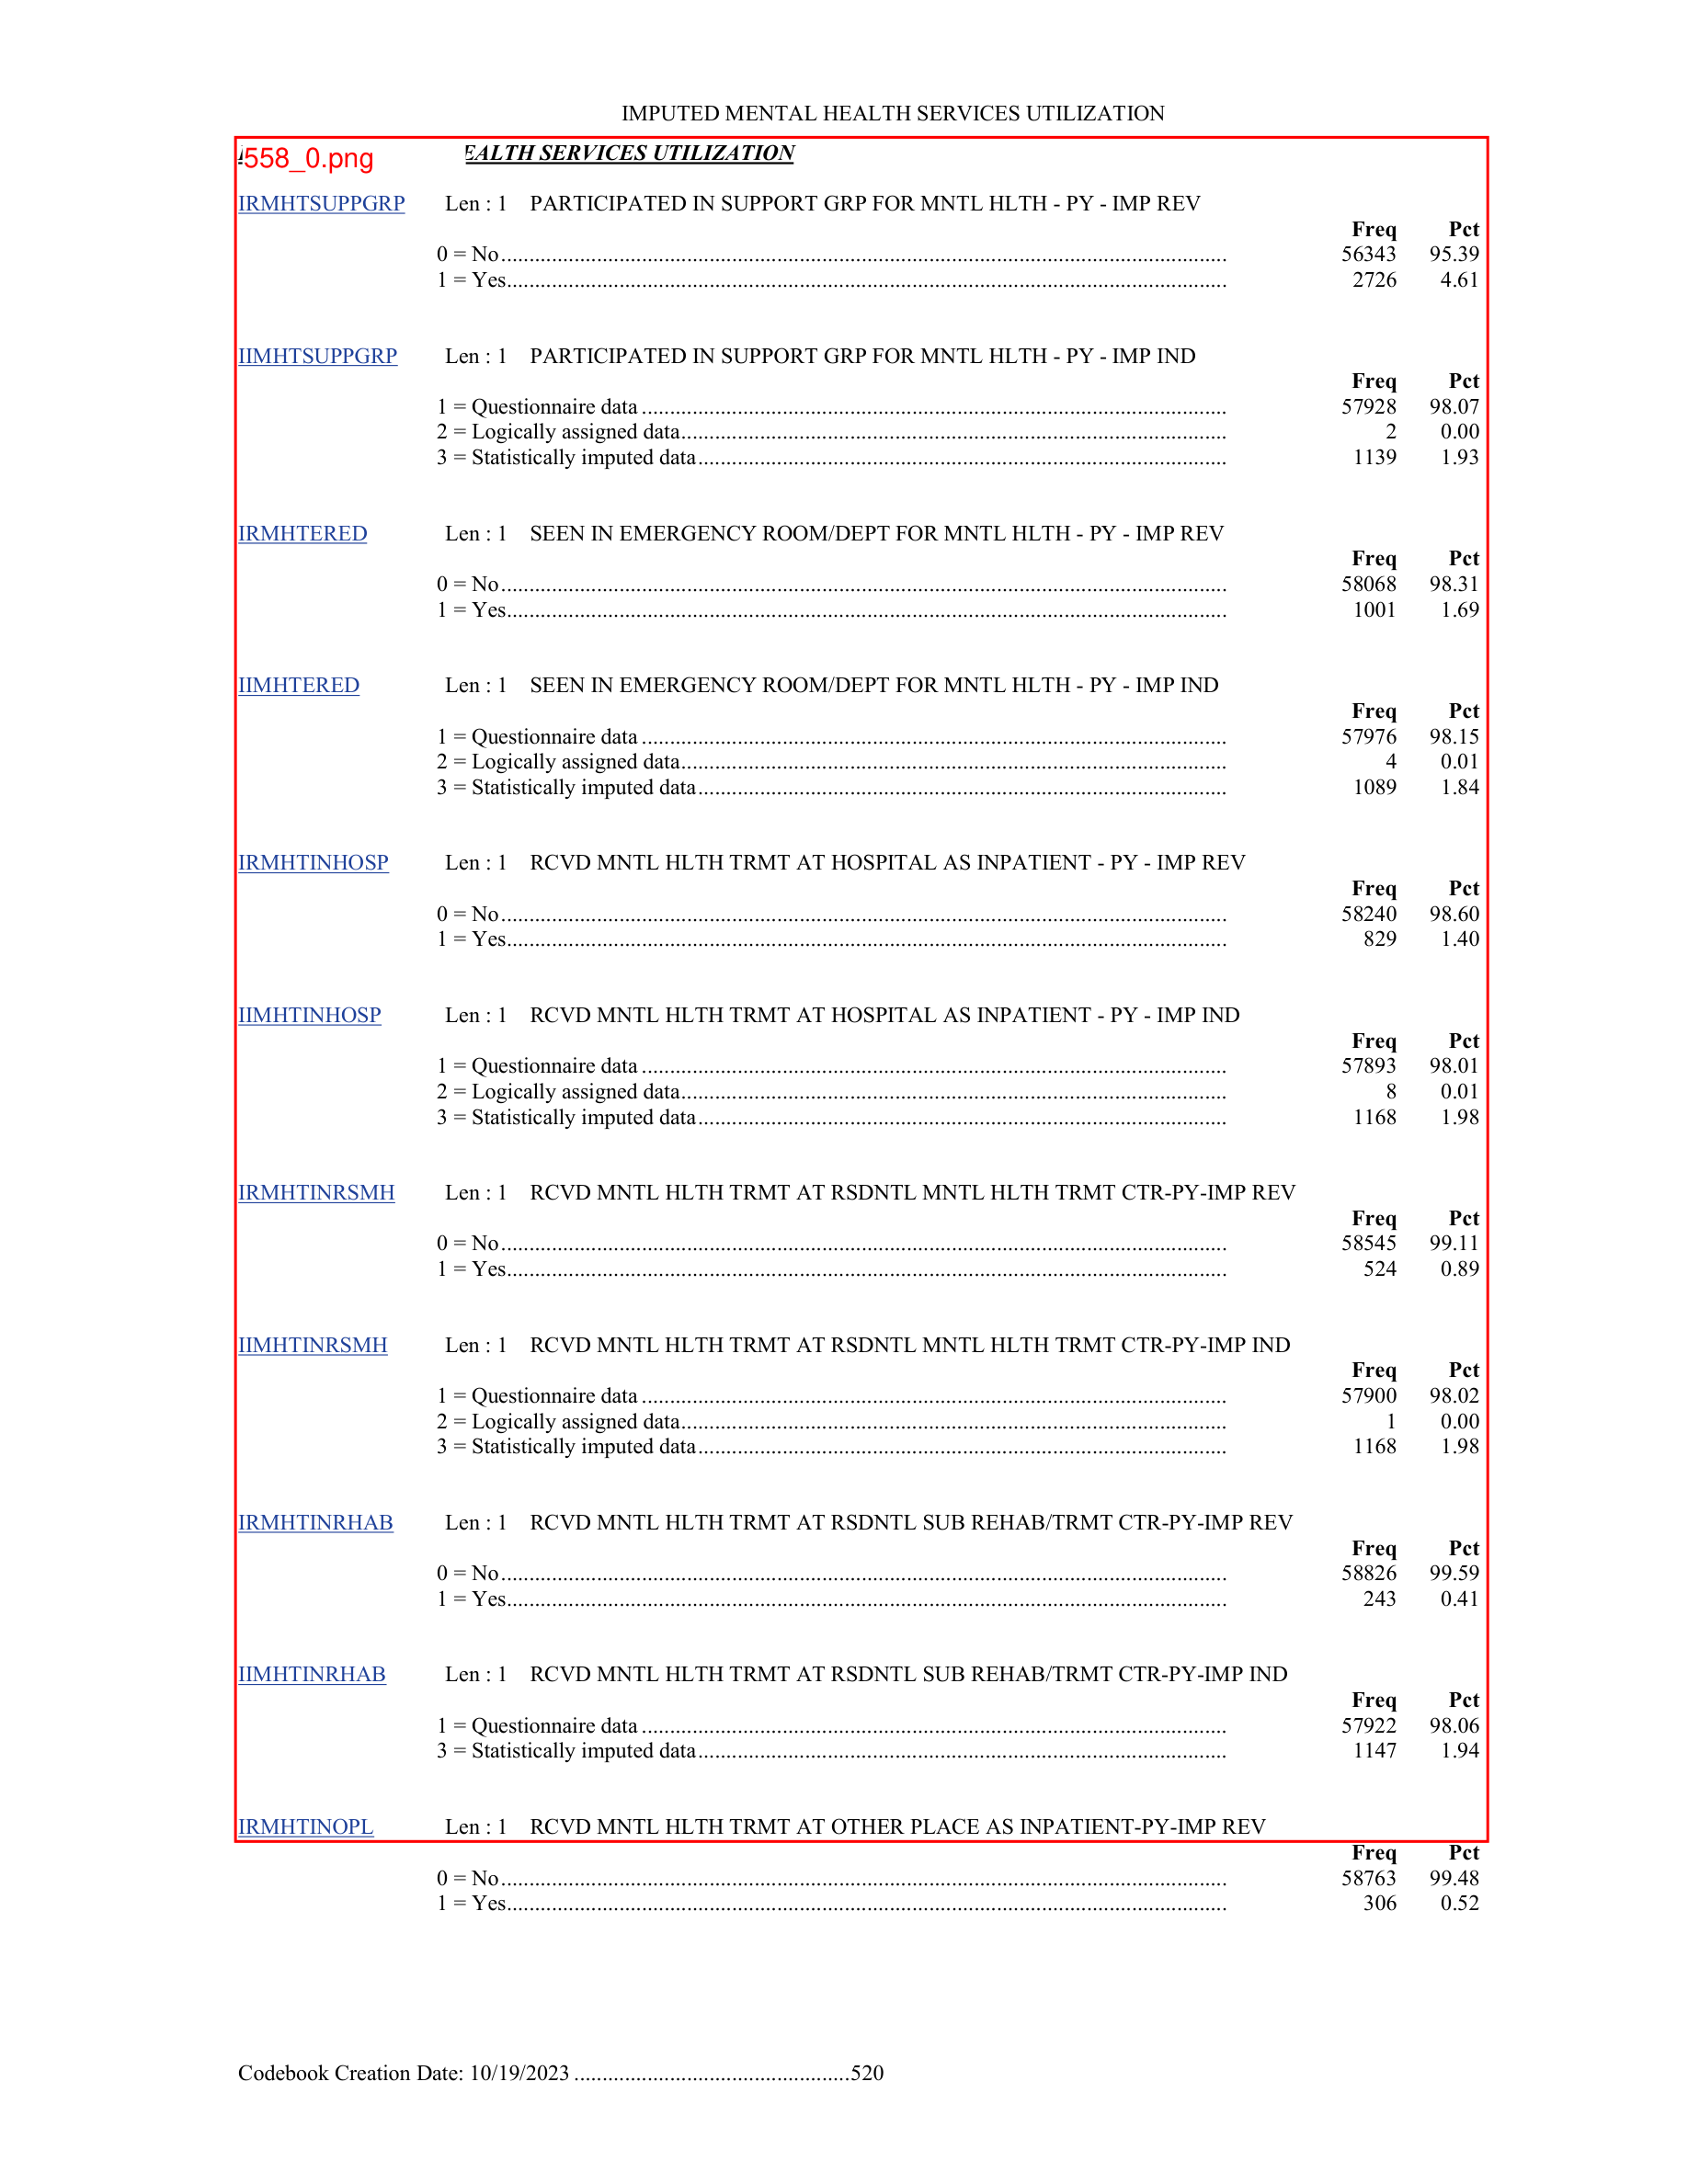 IMPUTED MENTAL HEALTH SERVICES UTILIZATION
558_0.png EALTH SERVICES UTILIZATION
IRMHTSUPPGRP Len : 1 PARTICIPATED IN SUPPORT GRP FOR MNTL HLTH - PY - IMP REV
Freq Pct
0 = No 56343 95.39
1 = Yes 2726 4.61
IIMHTSUPPGRP Len : 1 PARTICIPATED IN SUPPORT GRP FOR MNTL HLTH - PY - IMP IND
Freq Pct
1 = Questionnaire data 57928 98.07
2 = Logically assigned data 2 0.00
3 = Statistically imputed data 1139 1.93
IRMHTERED Len : 1 SEEN IN EMERGENCY ROOM/DEPT FOR MNTL HLTH - PY - IMP REV
Freq Pct
0 = No 58068 98.31
1 = Yes 1001 1.69
IIMHTERED Len : 1 SEEN IN EMERGENCY ROOM/DEPT FOR MNTL HLTH - PY - IMP IND
Freq Pct
1 = Questionnaire data 57976 98.15
2 = Logically assigned data 4 0.01
3 = Statistically imputed data 1089 1.84
IRMHTINHOSP Len : 1 RCVD MNTL HLTH TRMT AT HOSPITAL AS INPATIENT - PY - IMP REV
Freq Pct
0 = No 58240 98.60
1 = Yes 829 1.40
IIMHTINHOSP Len : 1 RCVD MNTL HLTH TRMT AT HOSPITAL AS INPATIENT - PY - IMP IND
Freq Pct
1 = Questionnaire data 57893 98.01
2 = Logically assigned data 8 0.01
3 = Statistically imputed data 1168 1.98
IRMHTINRSMH Len : 1 RCVD MNTL HLTH TRMT AT RSDNTL MNTL HLTH TRMT CTR-PY-IMP REV
Freq Pct
0 = No 58545 99.11
1 = Yes 524 0.89
IIMHTINRSMH Len : 1 RCVD MNTL HLTH TRMT AT RSDNTL MNTL HLTH TRMT CTR-PY-IMP IND
Freq Pct
1 = Questionnaire data 57900 98.02
2 = Logically assigned data 1 0.00
3 = Statistically imputed data 1168 1.98
IRMHTINRHAB Len : 1 RCVD MNTL HLTH TRMT AT RSDNTL SUB REHAB/TRMT CTR-PY-IMP REV
Freq Pct
0 = No 58826 99.59
1 = Yes 243 0.41
IIMHTINRHAB Len : 1 RCVD MNTL HLTH TRMT AT RSDNTL SUB REHAB/TRMT CTR-PY-IMP IND
Freq Pct
1 = Questionnaire data 57922 98.06
3 = Statistically imputed data 1147 1.94
IRMHTINOPL Len : 1 RCVD MNTL HLTH TRMT AT OTHER PLACE AS INPATIENT-PY-IMP REV
Freq Pct
0 = No 58763 99.48
1 = Yes 306 0.52
Codebook Creation Date: 10/19/2023 .................................................520